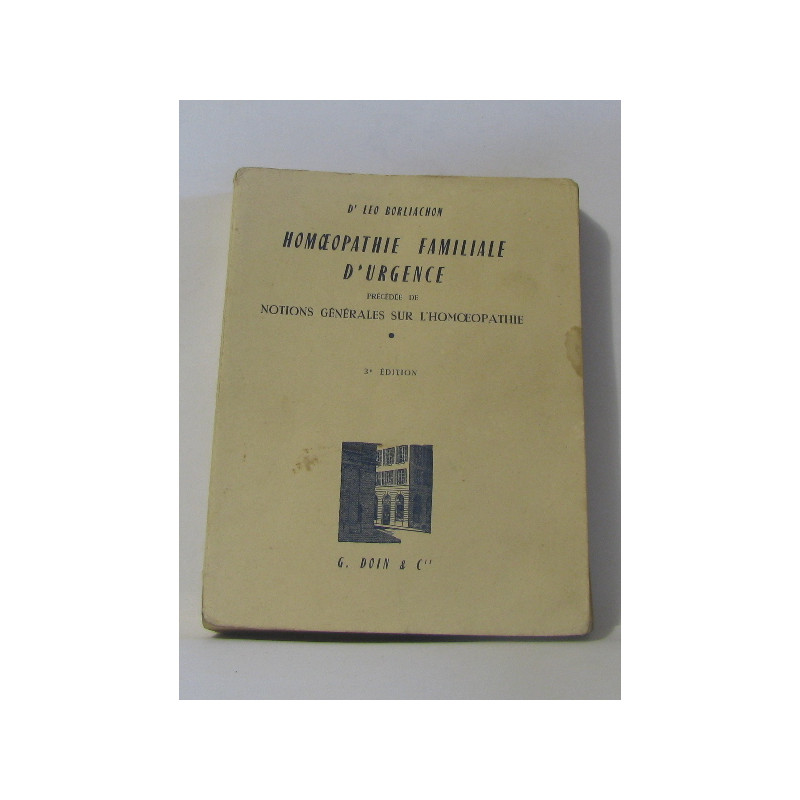 Dʳ LEO BORLIACHON
HOMŒOPATHIE FAMILIALE
D'URGENCE
PRÉCÉDÉE DE
NOTIONS GÉNÉRALES SUR L'HOMŒOPATHIE
3ᵉ ÉDITION
G. DOIN & Cⁱᵉ